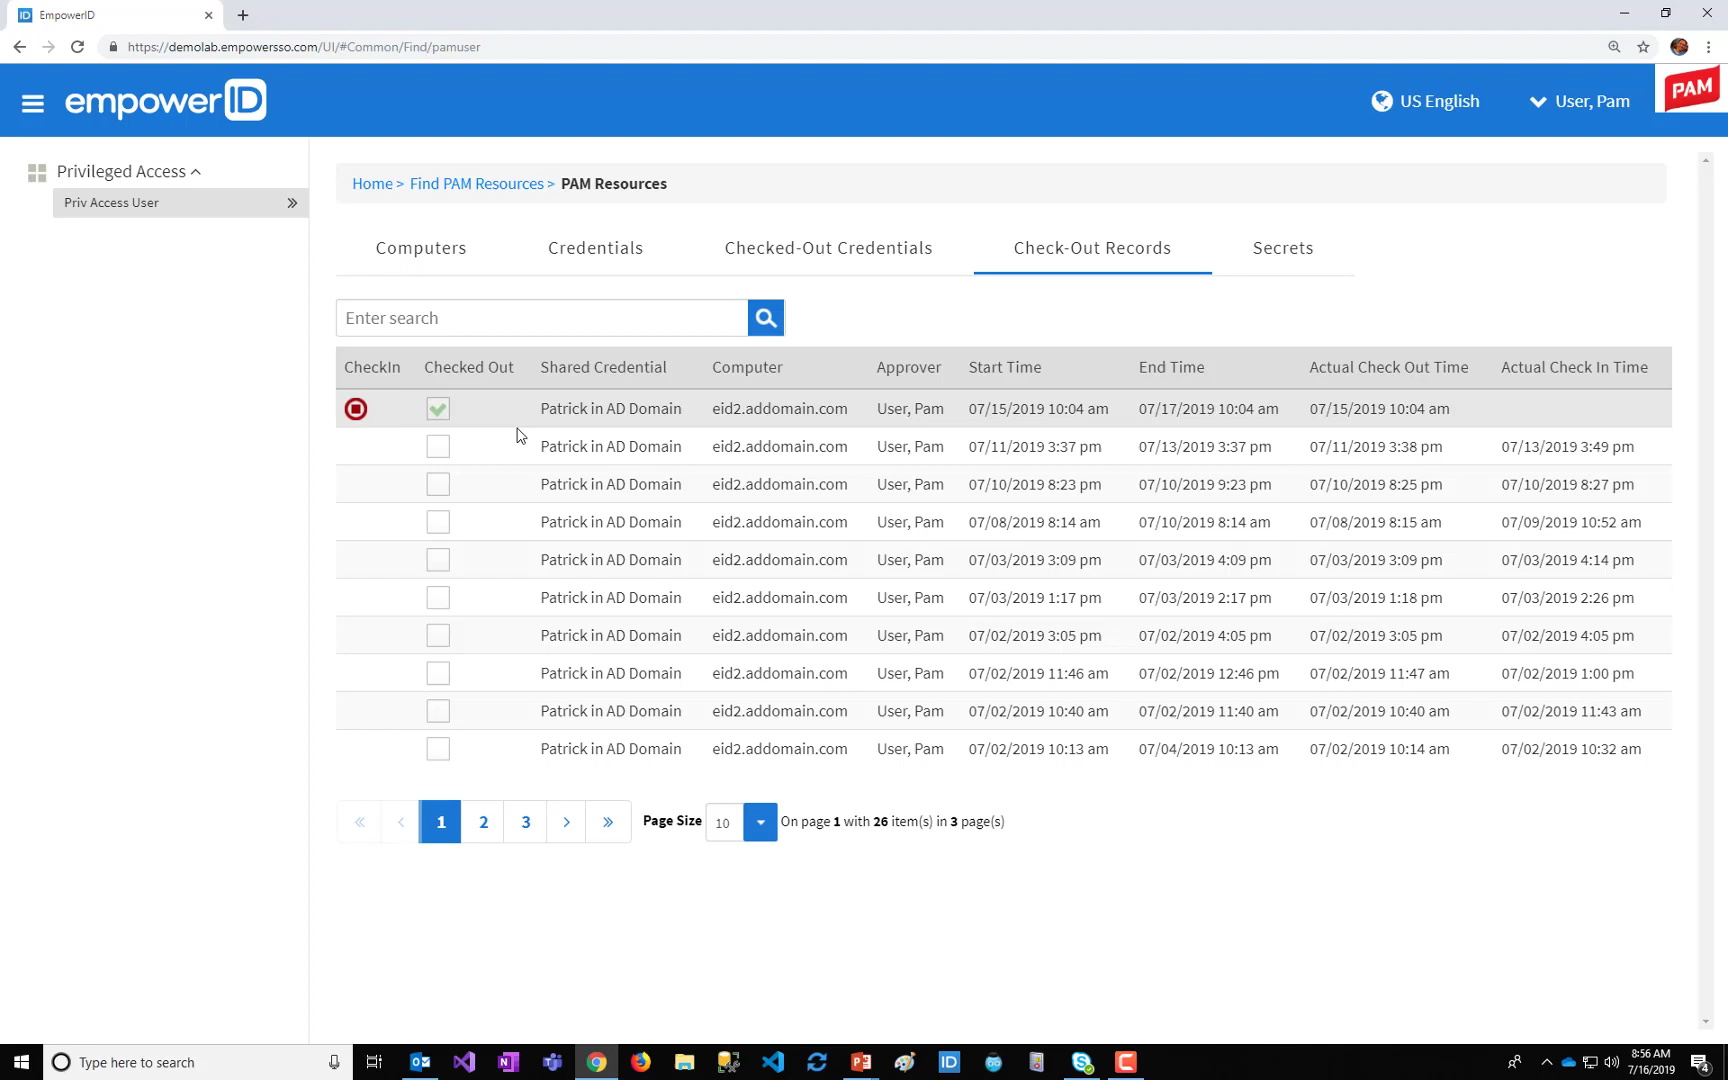 EmpowerID
https://demolab.empowersso.com/UI/#Common/Find/pamuser
empowerID
US English
User, Pam
PAM
Privileged Access
Priv Access User
Home > Find PAM Resources > PAM Resources
Computers Credentials Checked-Out Credentials Check-Out Records Secrets
Enter search
CheckIn Checked Out Shared Credential Computer Approver Start Time End Time Actual Check Out Time Actual Check In Time
Patrick in AD Domain eid2.addomain.com User, Pam 07/15/2019 10:04 am 07/17/2019 10:04 am 07/15/2019 10:04 am
Patrick in AD Domain eid2.addomain.com User, Pam 07/11/2019 3:37 pm 07/13/2019 3:37 pm 07/11/2019 3:38 pm 07/13/2019 3:49 pm
Patrick in AD Domain eid2.addomain.com User, Pam 07/10/2019 8:23 pm 07/10/2019 9:23 pm 07/10/2019 8:25 pm 07/10/2019 8:27 pm
Patrick in AD Domain eid2.addomain.com User, Pam 07/08/2019 8:14 am 07/10/2019 8:14 am 07/08/2019 8:15 am 07/09/2019 10:52 am
Patrick in AD Domain eid2.addomain.com User, Pam 07/03/2019 3:09 pm 07/03/2019 4:09 pm 07/03/2019 3:09 pm 07/03/2019 4:14 pm
Patrick in AD Domain eid2.addomain.com User, Pam 07/03/2019 1:17 pm 07/03/2019 2:17 pm 07/03/2019 1:18 pm 07/03/2019 2:26 pm
Patrick in AD Domain eid2.addomain.com User, Pam 07/02/2019 3:05 pm 07/02/2019 4:05 pm 07/02/2019 3:05 pm 07/02/2019 4:05 pm
Patrick in AD Domain eid2.addomain.com User, Pam 07/02/2019 11:46 am 07/02/2019 12:46 pm 07/02/2019 11:47 am 07/02/2019 1:00 pm
Patrick in AD Domain eid2.addomain.com User, Pam 07/02/2019 10:40 am 07/02/2019 11:40 am 07/02/2019 10:40 am 07/02/2019 11:43 am
Patrick in AD Domain eid2.addomain.com User, Pam 07/02/2019 10:13 am 07/04/2019 10:13 am 07/02/2019 10:14 am 07/02/2019 10:32 am
« ‹ 1 2 3 › » Page Size 10 On page 1 with 26 item(s) in 3 page(s)
Type here to search
8:56 AM
7/16/2019
4